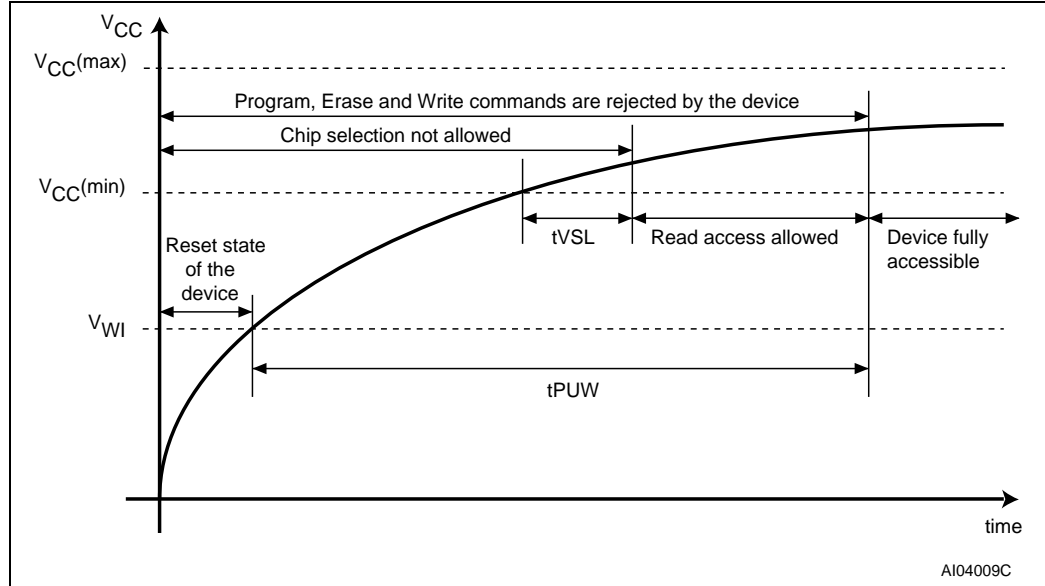 VCC
VCC(max)
Program, Erase and Write commands are rejected by the device
Chip selection not allowed
VCC(min)
tVSL
Read access allowed
Device fully
accessible
Reset state
of the
device
VWI
tPUW
time
AI04009C